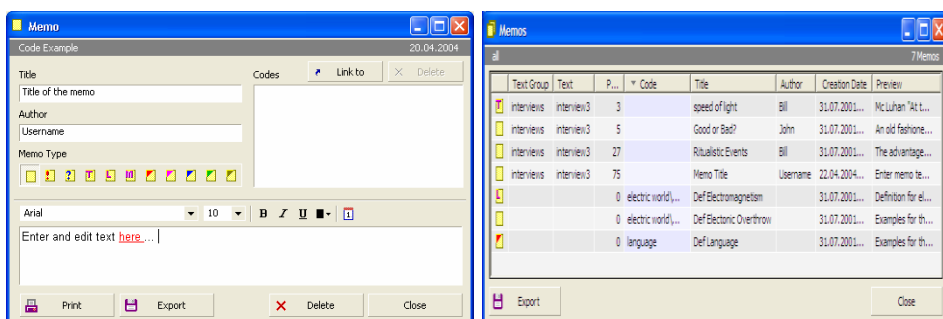 Memo
Code Example 20.04.2004
Title
Codes
Link to
Delete
Title of the memo
Author
Username
Memo Type
Arial 10 B I U 1
Enter and edit text here ...
Print
Export
Delete
Close
Memos
all 7 Memos
Text Group Text P... Code Title Author Creation Date Preview
T interviews interview3 3 speed of light Bill 31.07.2001... Mc Luhan "At t...
interviews interview3 5 Good or Bad? John 31.07.2001... An old fashione...
interviews interview3 27 Ritualistic Events Bill 31.07.2001... The advantage...
interviews interview3 75 Memo Title Username 22.04.2004... Enter memo te...
L 0 electric world\,... Def Electromagnetism 31.07.2001... Definition for el...
0 electric world\,... Def Electonic Overthrow 31.07.2001... Examples for th...
0 language Def Language 31.07.2001... Examples for th...
Export
Close